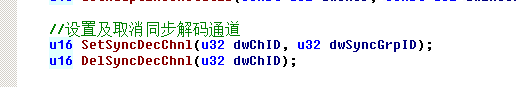 //设置及取消同步解码通道
u16 SetSyncDecChnl(u32 dwChID, u32 dwSyncGrpID);
u16 DelSyncDecChnl(u32 dwChID);